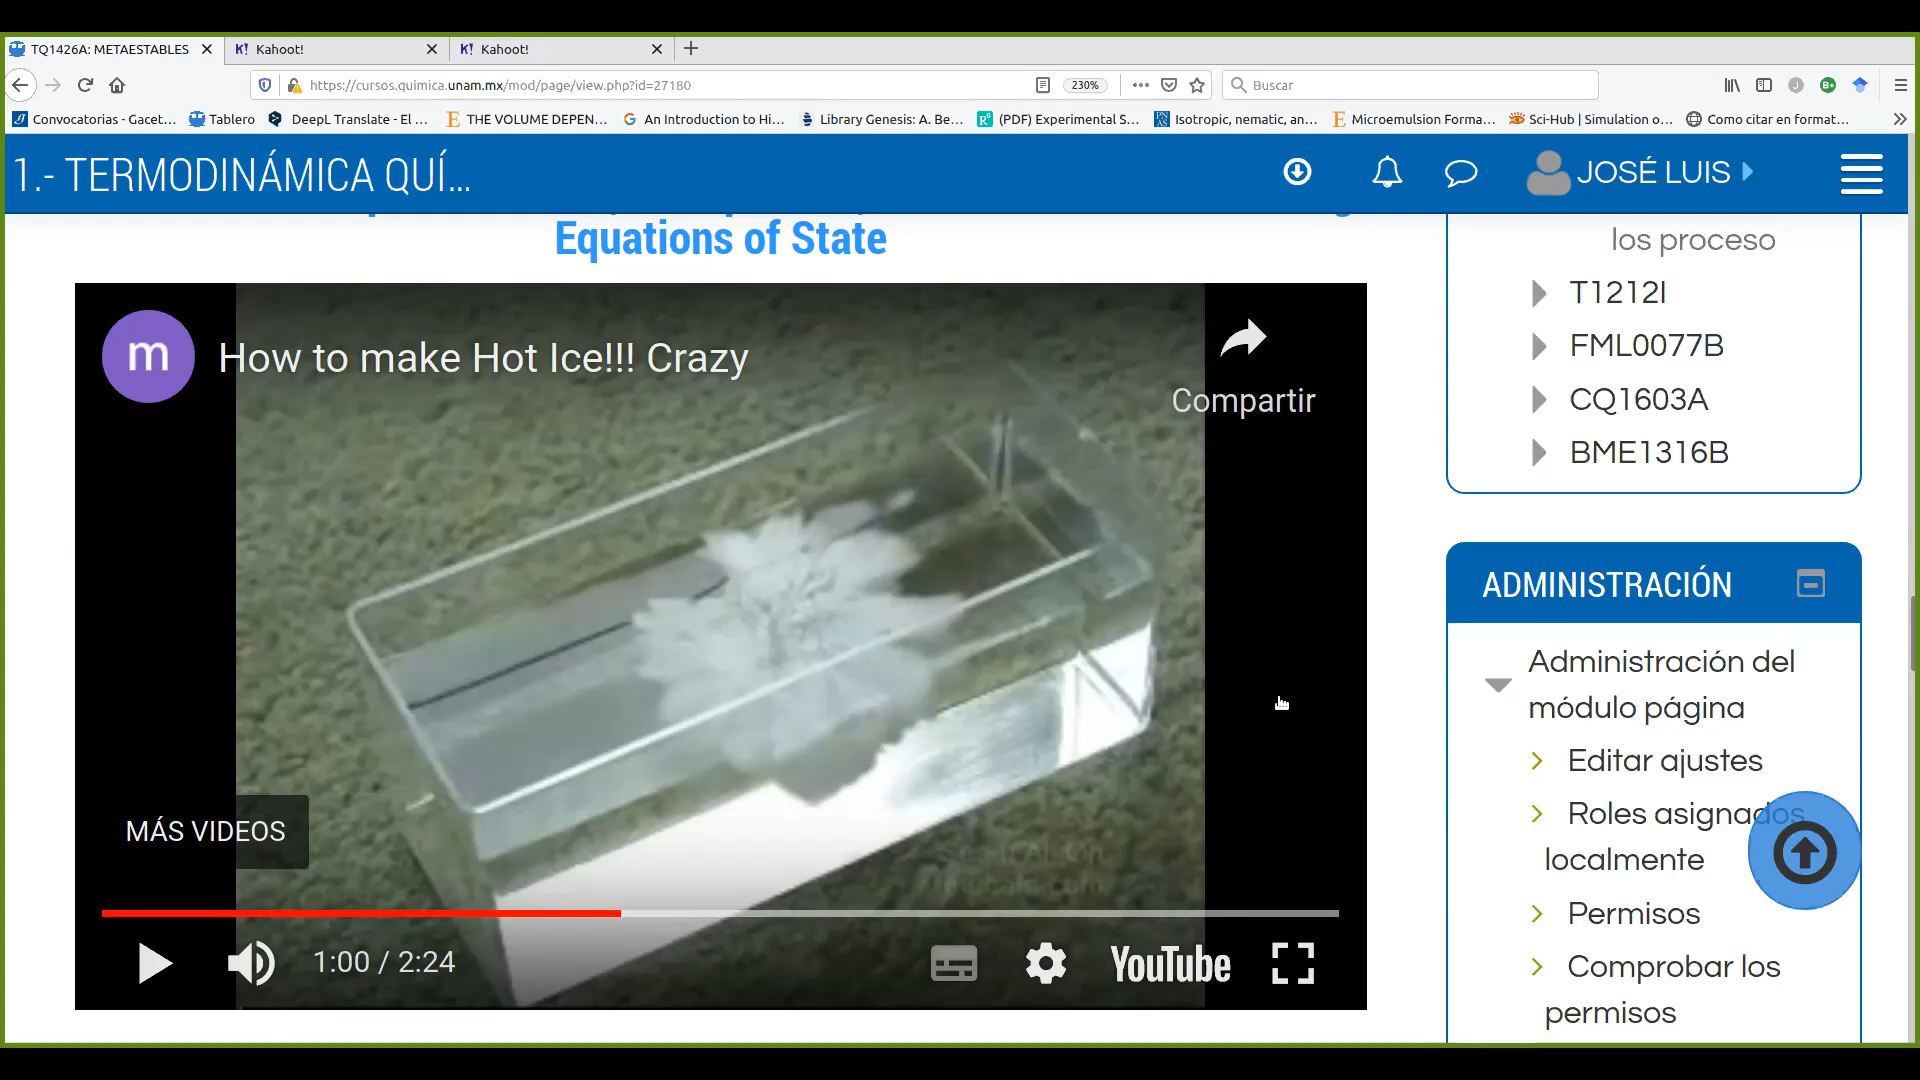 TQ1426A: METAESTABLES
K! Kahoot!
K! Kahoot!
https://cursos.quimica.unam.mx/mod/page/view.php?id=27180
230%
Buscar
Convocatorias - Gacet...
Tablero
DeepL Translate - El ...
THE VOLUME DEPEN...
An Introduction to Hi...
Library Genesis: A. Be...
(PDF) Experimental S...
Isotropic, nematic, an...
Microemulsion Forma...
Sci-Hub | Simulation o...
Como citar en format...
1.- TERMODINÁMICA QUÍ...
JOSÉ LUIS
Equations of State
m
How to make Hot Ice!!! Crazy
Compartir
MÁS VIDEOS
1:00 / 2:24
YouTube
los proceso
T1212I
FML0077B
CQ1603A
BME1316B
ADMINISTRACIÓN
Administración del
módulo página
Editar ajustes
Roles asignados
localmente
Permisos
Comprobar los
permisos